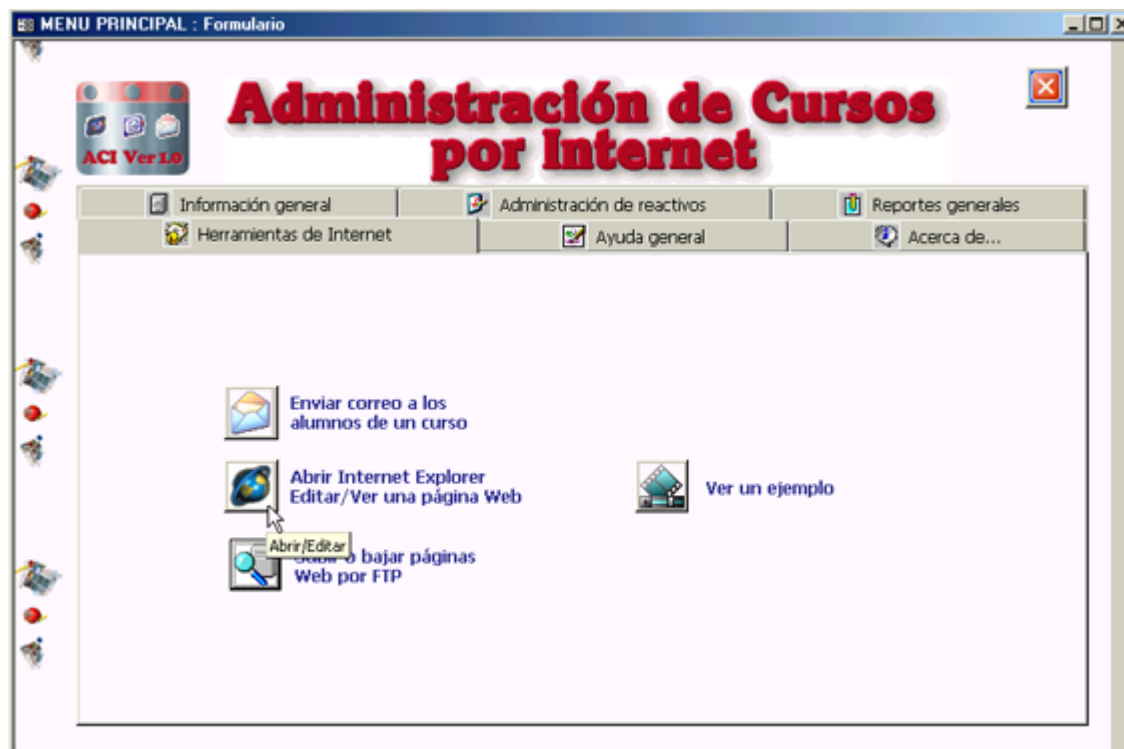 MENU PRINCIPAL : Formulario
Administración de Cursos
por Internet
ACI Ver 1.0
Información general
Administración de reactivos
Reportes generales
Herramientas de Internet
Ayuda general
Acerca de...
Enviar correo a los
alumnos de un curso
Abrir Internet Explorer
Editar/Ver una página Web
Ver un ejemplo
Abrir/Editar
bajar páginas
Web por FTP